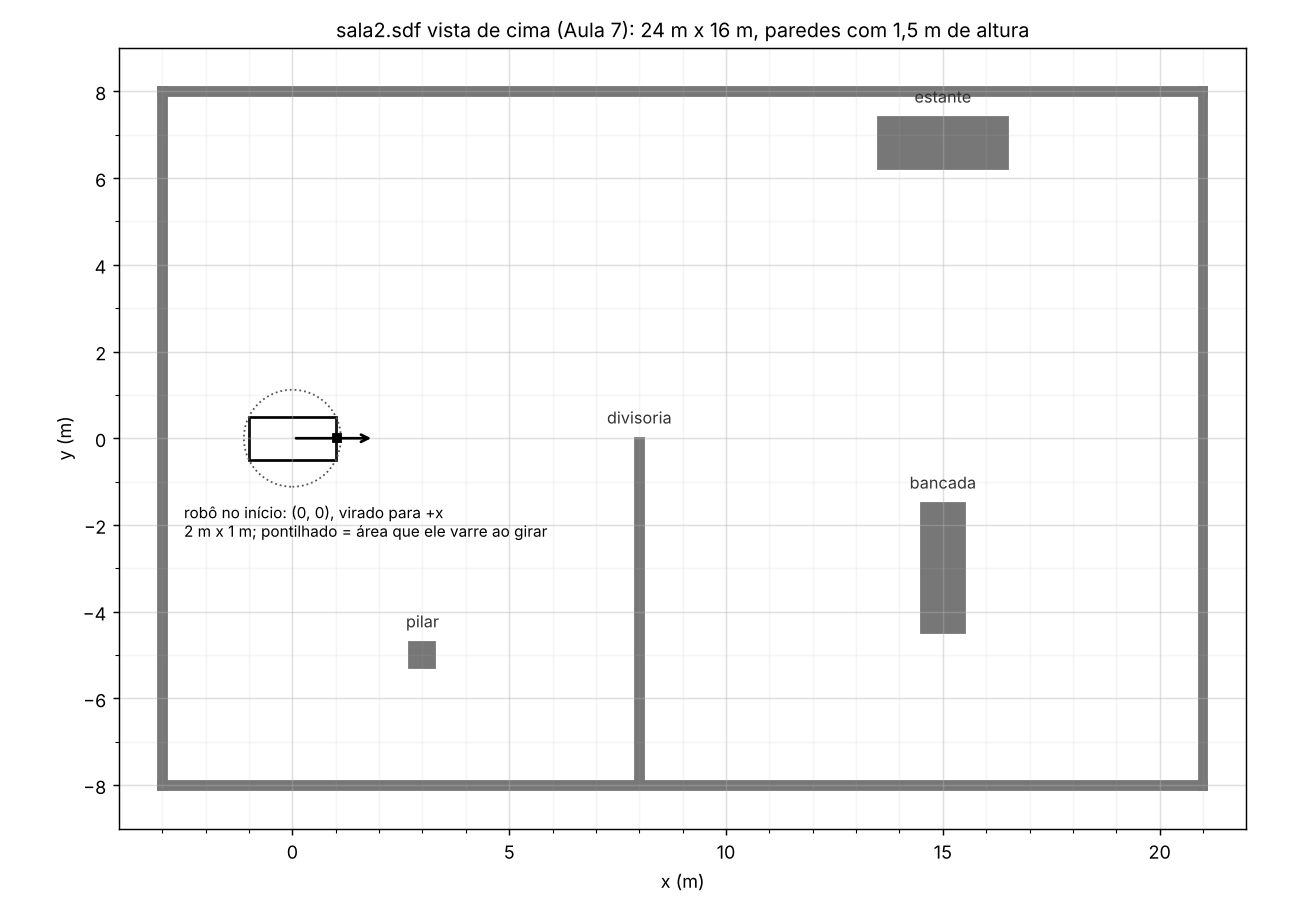 sala2.sdf vista de cima (Aula 7): 24 m x 16 m, paredes com 1,5 m de altura
estante
divisoria
bancada
robô no início: (0, 0), virado para +x
2 m x 1 m; pontilhado = área que ele varre ao girar
pilar
8
6
4
2
0
−2
−4
−6
−8
y (m)
0 5 10 15 20
x (m)